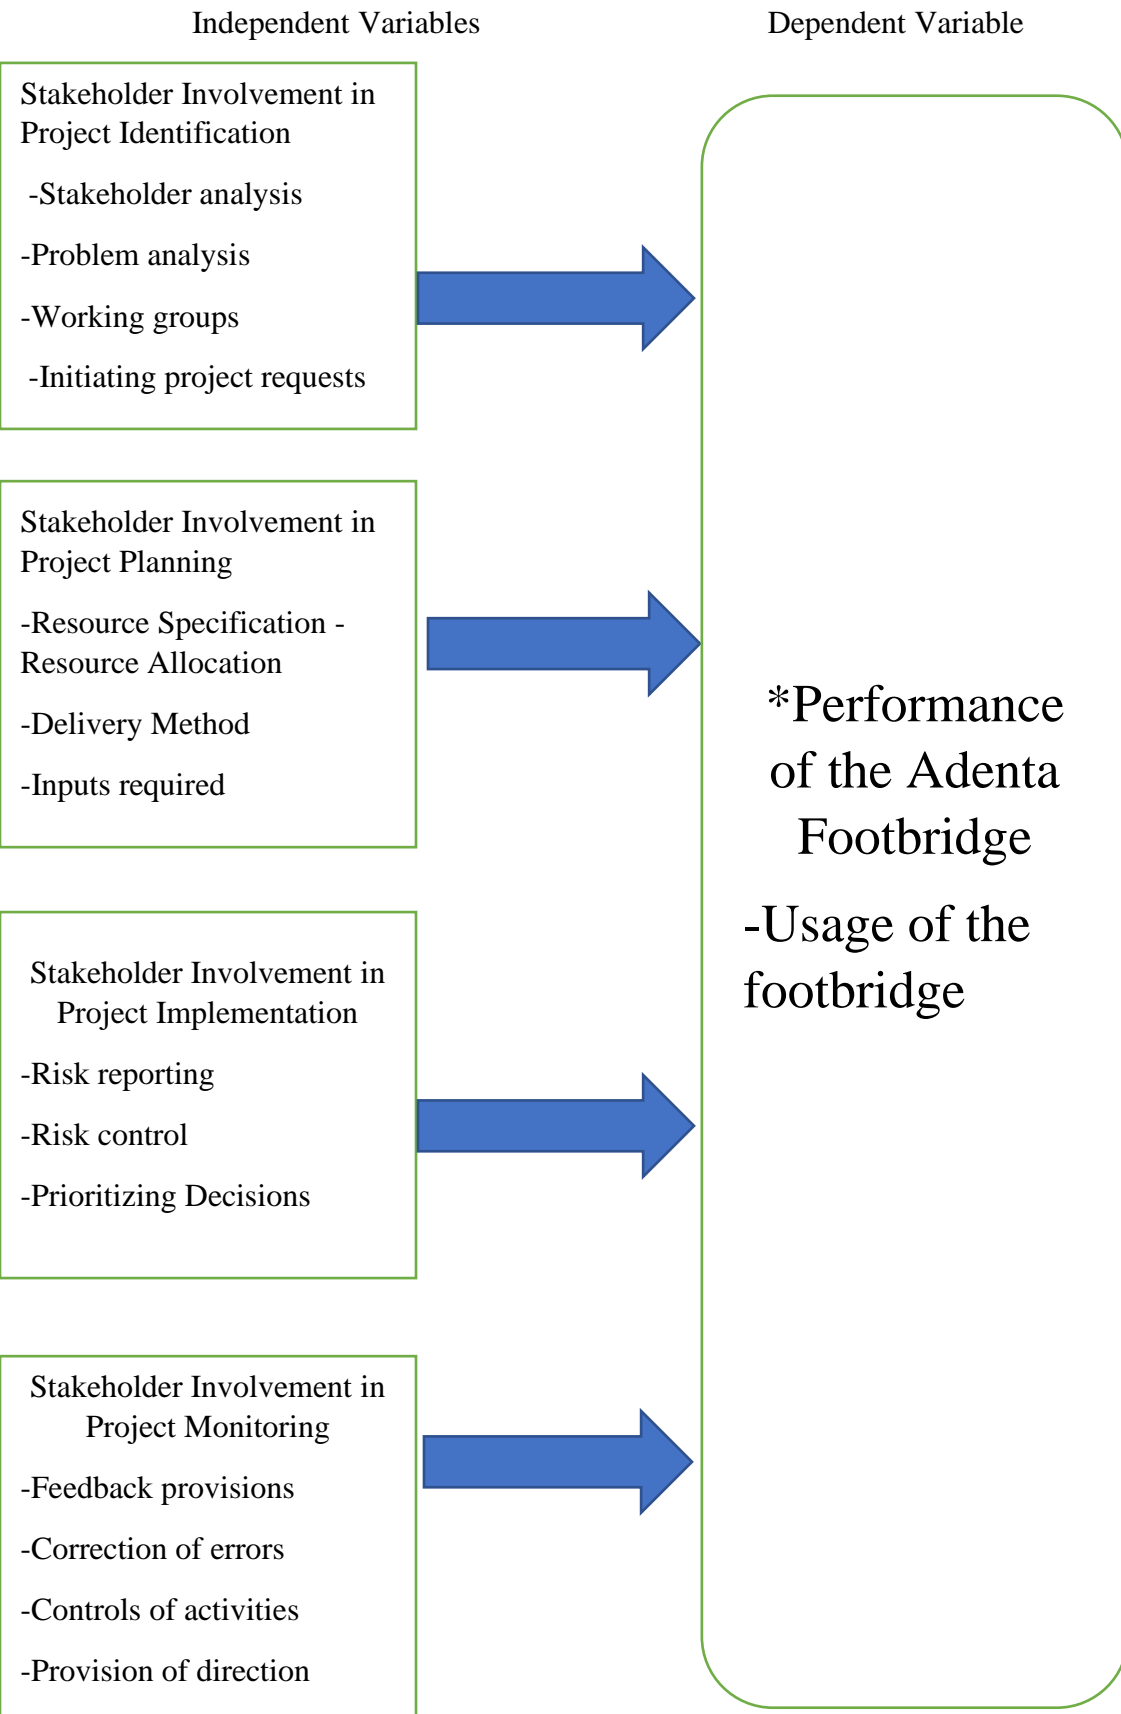 Independent Variables
Dependent Variable
Stakeholder Involvement in
Project Identification
-Stakeholder analysis
-Problem analysis
-Working groups
-Initiating project requests
Stakeholder Involvement in
Project Planning
-Resource Specification -
Resource Allocation
-Delivery Method
-Inputs required
Stakeholder Involvement in
Project Implementation
-Risk reporting
-Risk control
-Prioritizing Decisions
Stakeholder Involvement in
Project Monitoring
-Feedback provisions
-Correction of errors
-Controls of activities
-Provision of direction
*Performance
of the Adenta
Footbridge
-Usage of the
footbridge